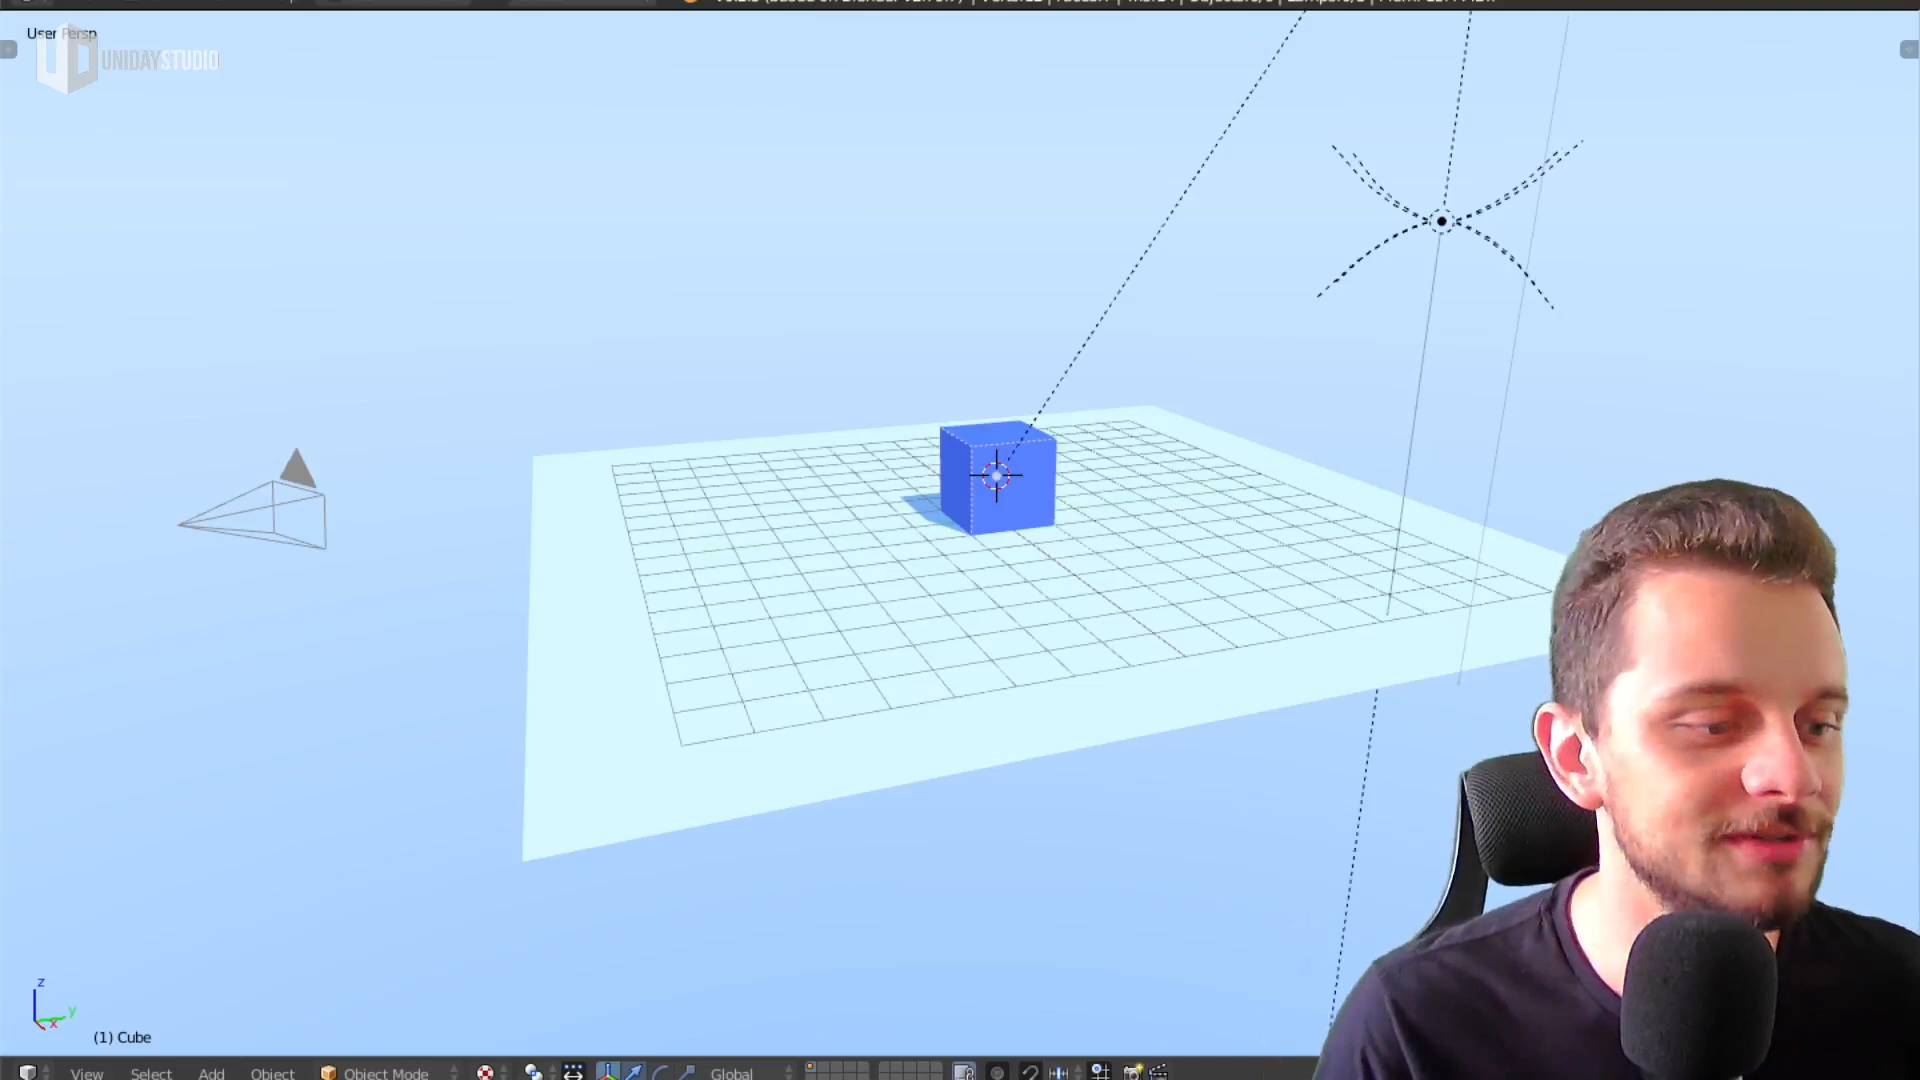 User Persp
UNIDAYSTUDIO
z
y
x
(1) Cube
View Select Add Object Object Mode Global